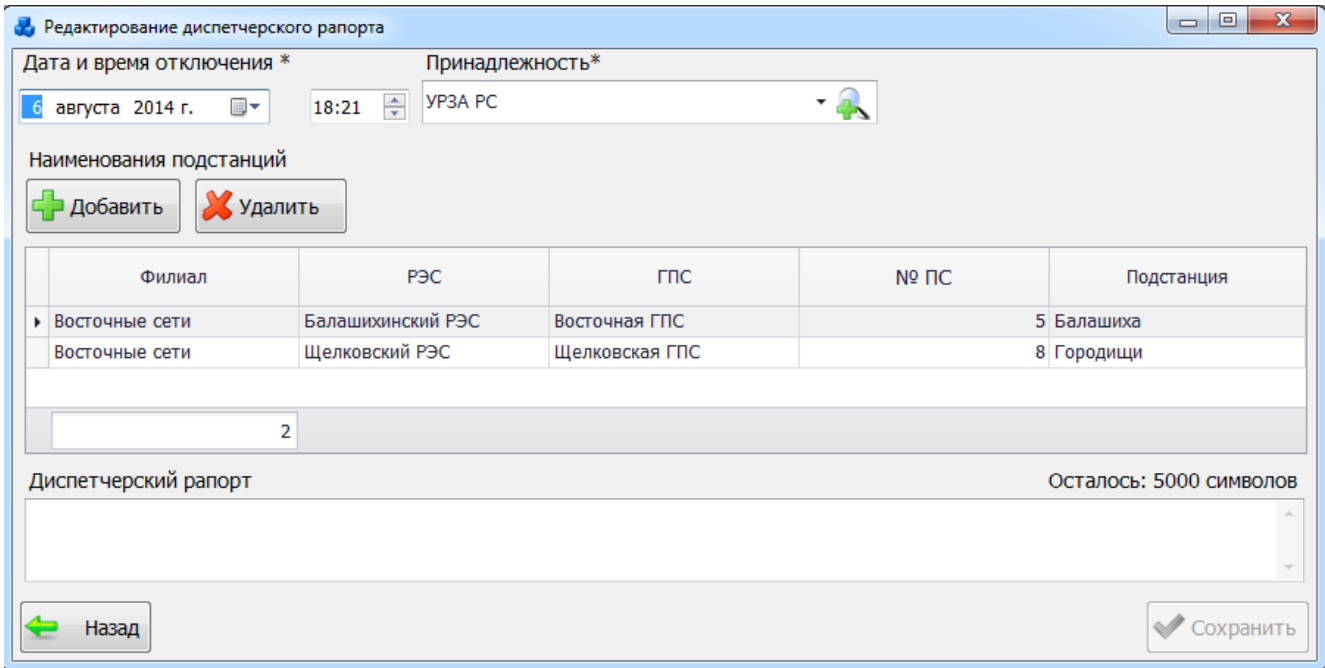 Редактирование диспетчерского рапорта
Дата и время отключения * Принадлежность*
6 августа 2014 г. 18:21 УРЗА РС
Наименования подстанций
Добавить Удалить
Филиал РЭС ГПС № ПС Подстанция
Восточные сети Балашихинский РЭС Восточная ГПС 5 Балашиха
Восточные сети Щелковский РЭС Щелковская ГПС 8 Городищи
2
Диспетчерский рапорт Осталось: 5000 символов
Назад Сохранить